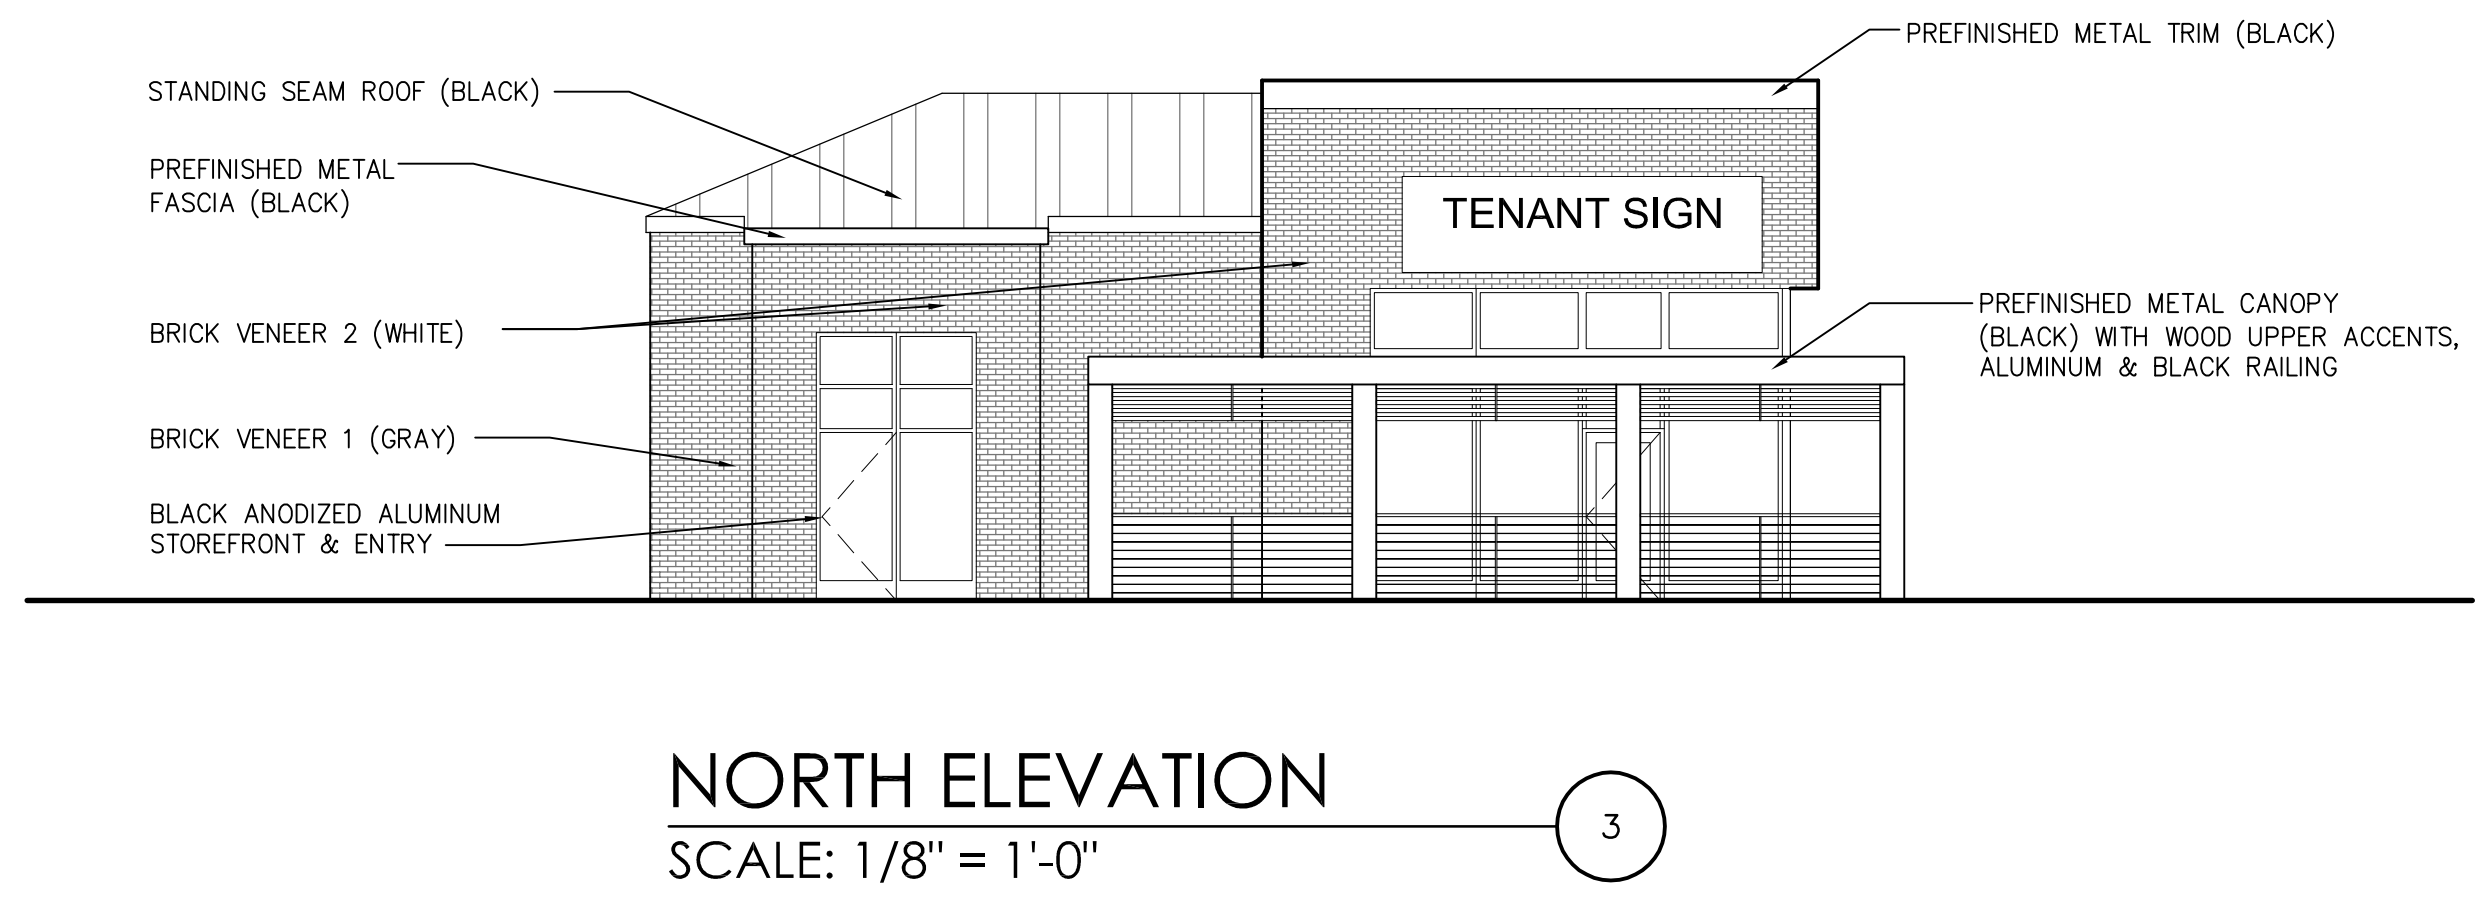 PREFINISHED METAL TRIM (BLACK)
STANDING SEAM ROOF (BLACK)
PREFINISHED METAL
FASCIA (BLACK)
TENANT SIGN
BRICK VENEER 2 (WHITE)
PREFINISHED METAL CANOPY
(BLACK) WITH WOOD UPPER ACCENTS,
ALUMINUM & BLACK RAILING
BRICK VENEER 1 (GRAY)
BLACK ANODIZED ALUMINUM
STOREFRONT & ENTRY
NORTH ELEVATION
3
SCALE: 1/8" = 1'-0"